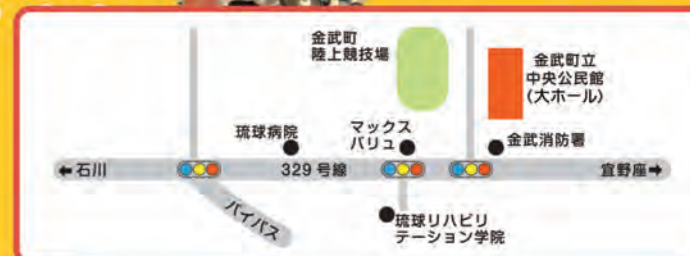 金武町
陸上競技場
金武町立
中央公民館
(大ホール)
琉球病院
マックス
バリュ
金武消防署
←石川
329号線
宜野座→
バイパス
琉球リハビリ
テーション学院